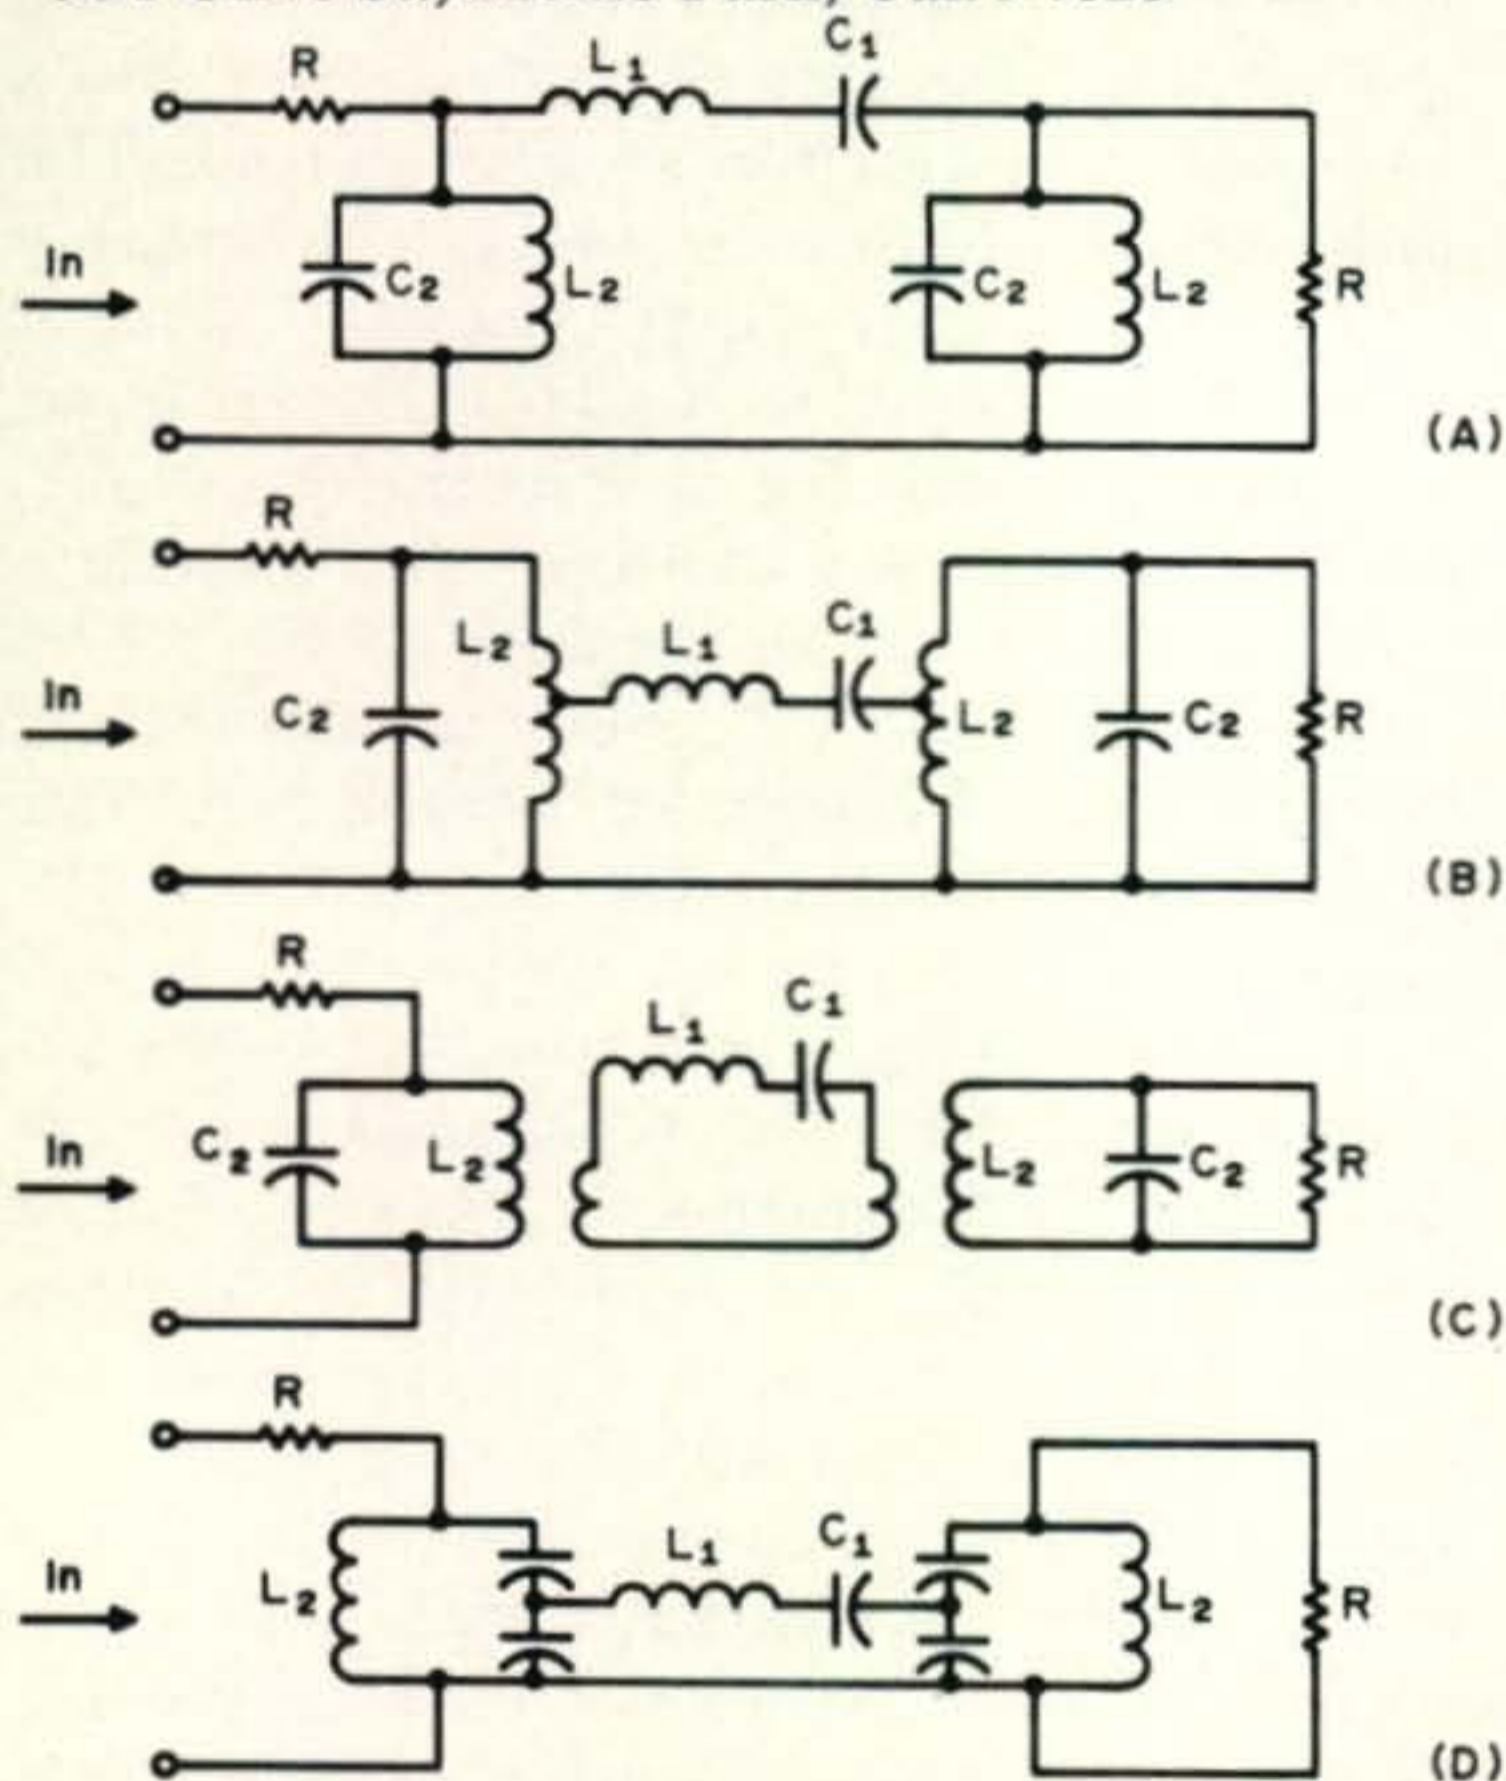 R L₁ C₁
In C₂ L₂ C₂ L₂ R
(A)
R
L₂ L₁ C₁
In C₂ L₂ C₂ R
(B)
R
L₁ C₁
In C₂ L₂ L₂ C₂ R
(C)
R
L₁ C₁
In L₂ L₂ R
(D)